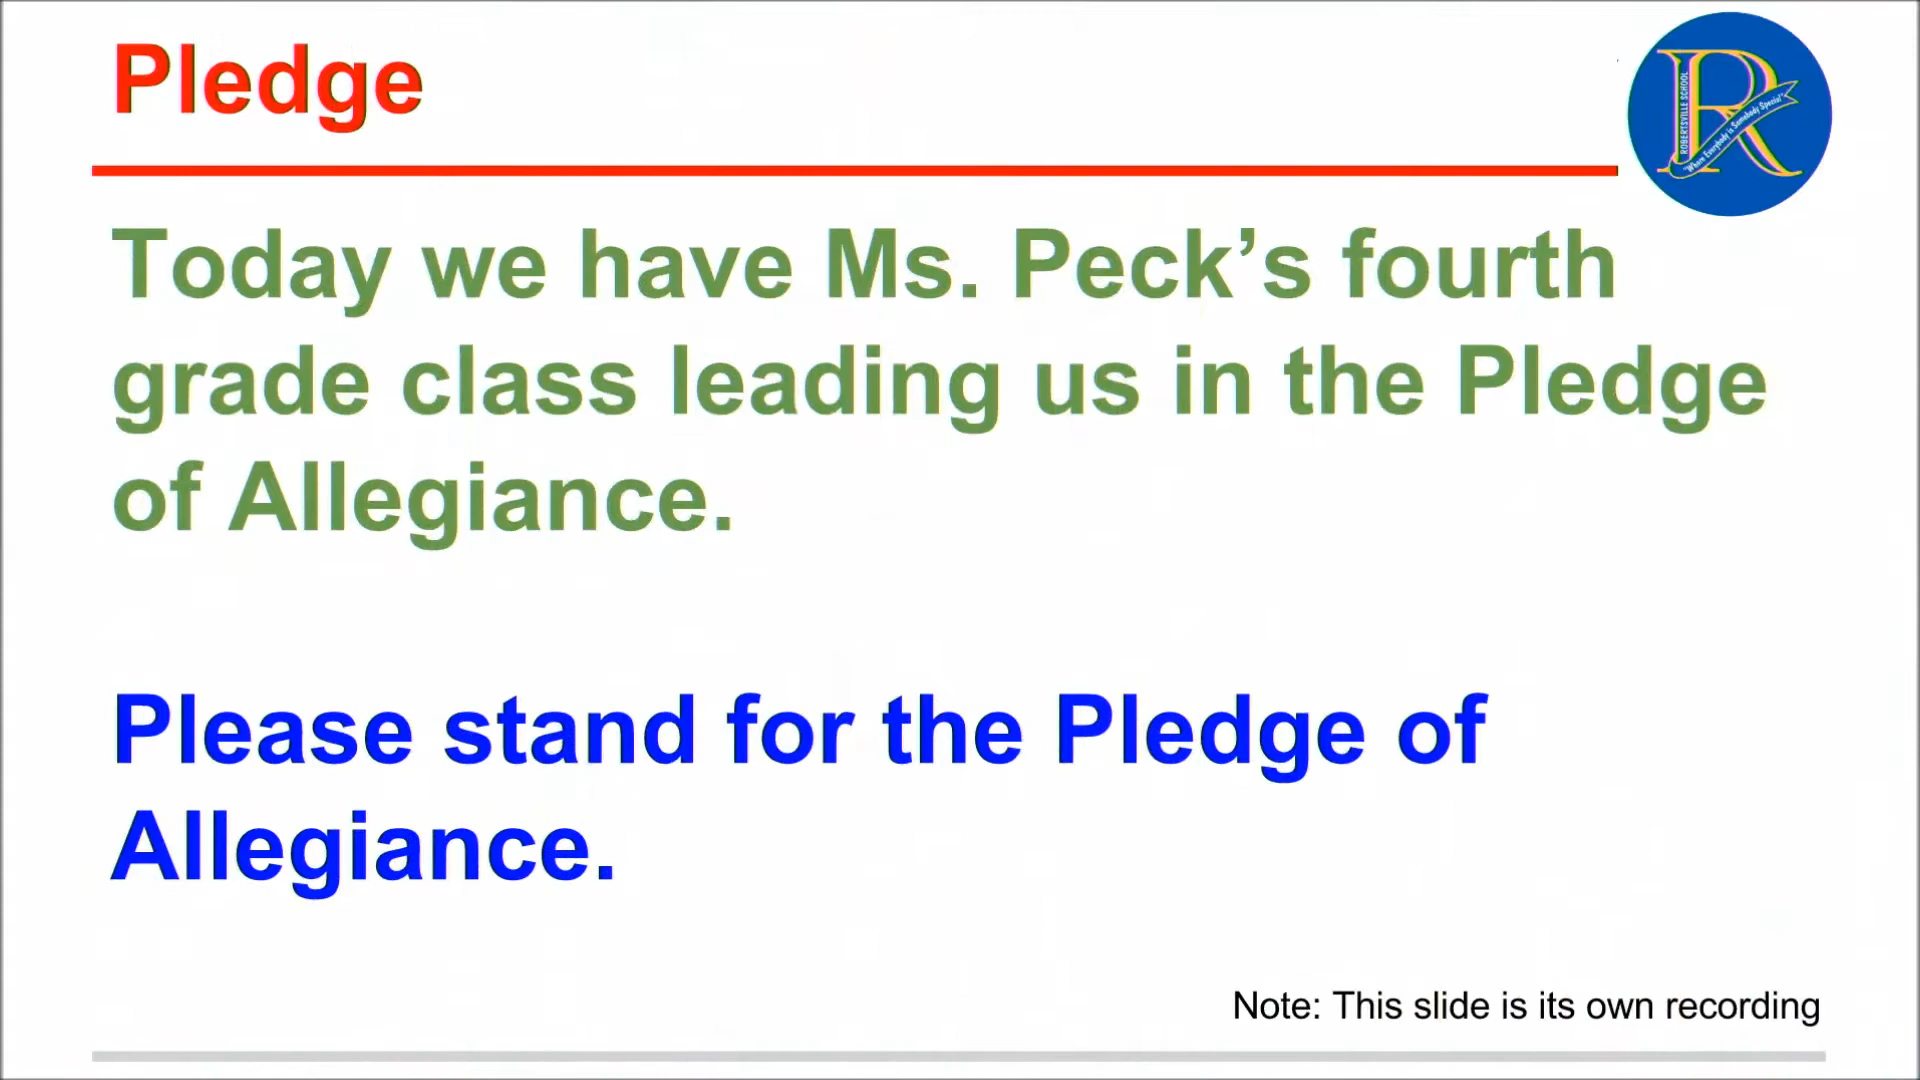 Pledge
R
ROBERTSVILLE SCHOOL
"Where Everybody is Somebody Special"
Today we have Ms. Peck’s fourth
grade class leading us in the Pledge
of Allegiance.
Please stand for the Pledge of
Allegiance.
Note: This slide is its own recording